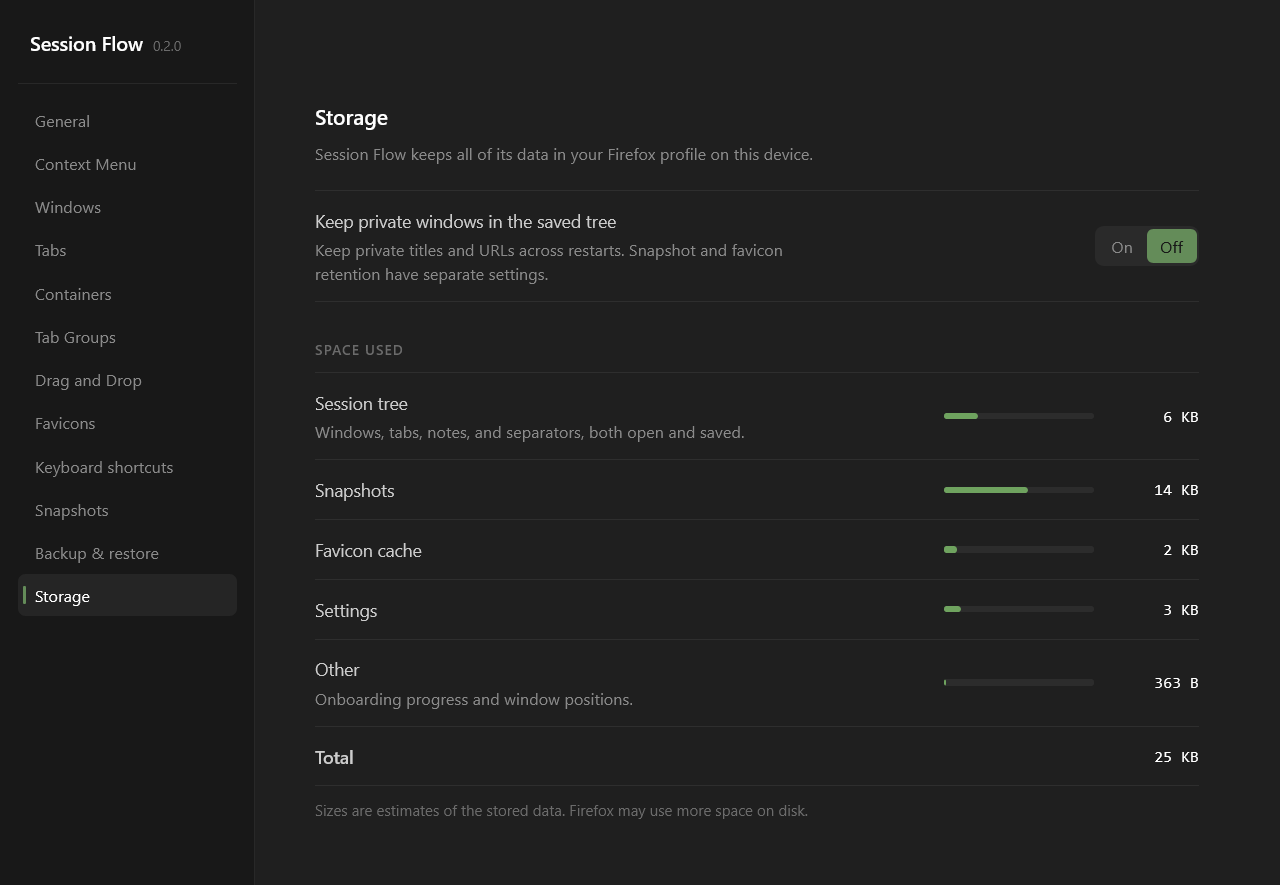 Session Flow 0.2.0
General
Context Menu
Windows
Tabs
Containers
Tab Groups
Drag and Drop
Favicons
Keyboard shortcuts
Snapshots
Backup & restore
Storage
Storage
Session Flow keeps all of its data in your Firefox profile on this device.
Keep private windows in the saved tree
Keep private titles and URLs across restarts. Snapshot and favicon
retention have separate settings.
On Off
SPACE USED
Session tree
Windows, tabs, notes, and separators, both open and saved.
6 KB
Snapshots 14 KB
Favicon cache 2 KB
Settings 3 KB
Other
Onboarding progress and window positions.
363 B
Total 25 KB
Sizes are estimates of the stored data. Firefox may use more space on disk.